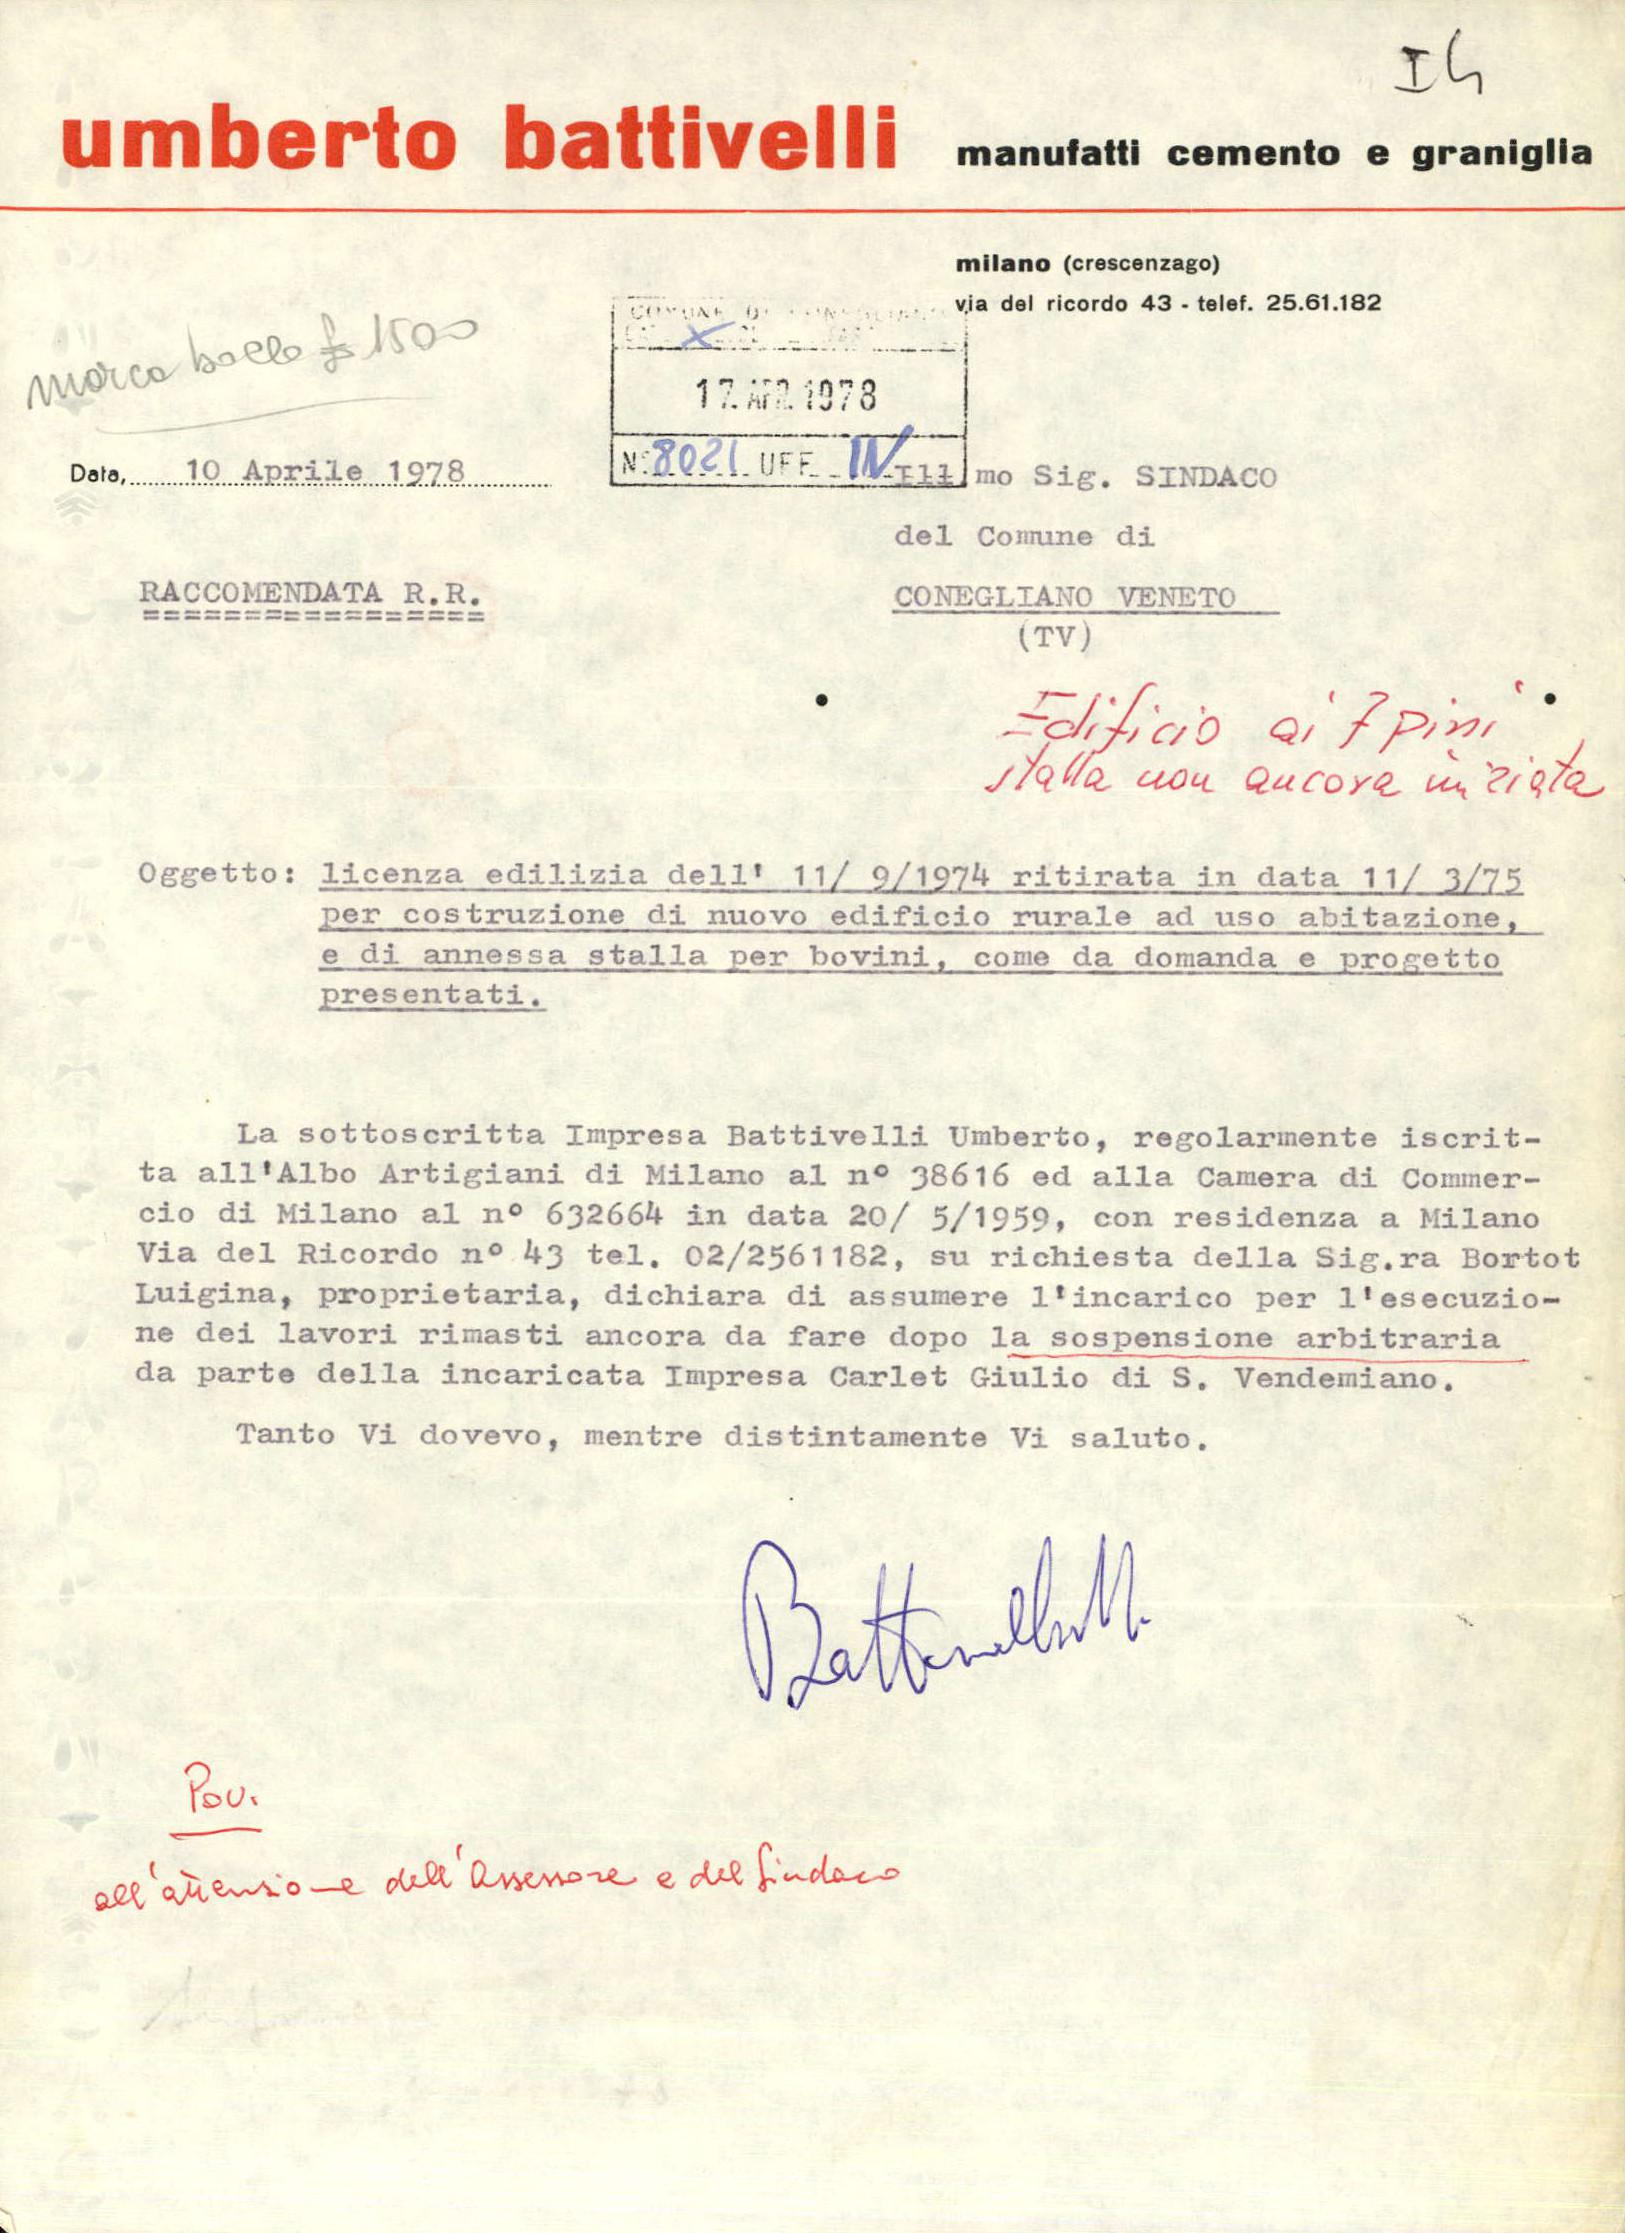 I4
umberto battivelli manufatti cemento e graniglia
milano (crescenzago)
via del ricordo 43 - telef. 25.61.182
marca bollo £ 1500
COMUNE DI CONEGLIANO
17. APR. 1978
N° 8021 UFF. IV
Data, 10 Aprile 1978
Ill mo Sig. SINDACO
del Comune di
RACCOMENDATA R.R.
CONEGLIANO VENETO
(TV)
Edificio ai 7 pini
stalla non ancora iniziata
Oggetto: licenza edilizia dell' 11/ 9/1974 ritirata in data 11/ 3/75
per costruzione di nuovo edificio rurale ad uso abitazione,
e di annessa stalla per bovini, come da domanda e progetto
presentati.
La sottoscritta Impresa Battivelli Umberto, regolarmente iscrit-
ta all'Albo Artigiani di Milano al n° 38616 ed alla Camera di Commer-
cio di Milano al n° 632664 in data 20/ 5/1959, con residenza a Milano
Via del Ricordo n° 43 tel. 02/2561182, su richiesta della Sig.ra Bortot
Luigina, proprietaria, dichiara di assumere l'incarico per l'esecuzio-
ne dei lavori rimasti ancora da fare dopo la sospensione arbitraria
da parte della incaricata Impresa Carlet Giulio di S. Vendemiano.
Tanto Vi dovevo, mentre distintamente Vi saluto.
Pov.
all'attenzione dell'Assessore e del Sindaco